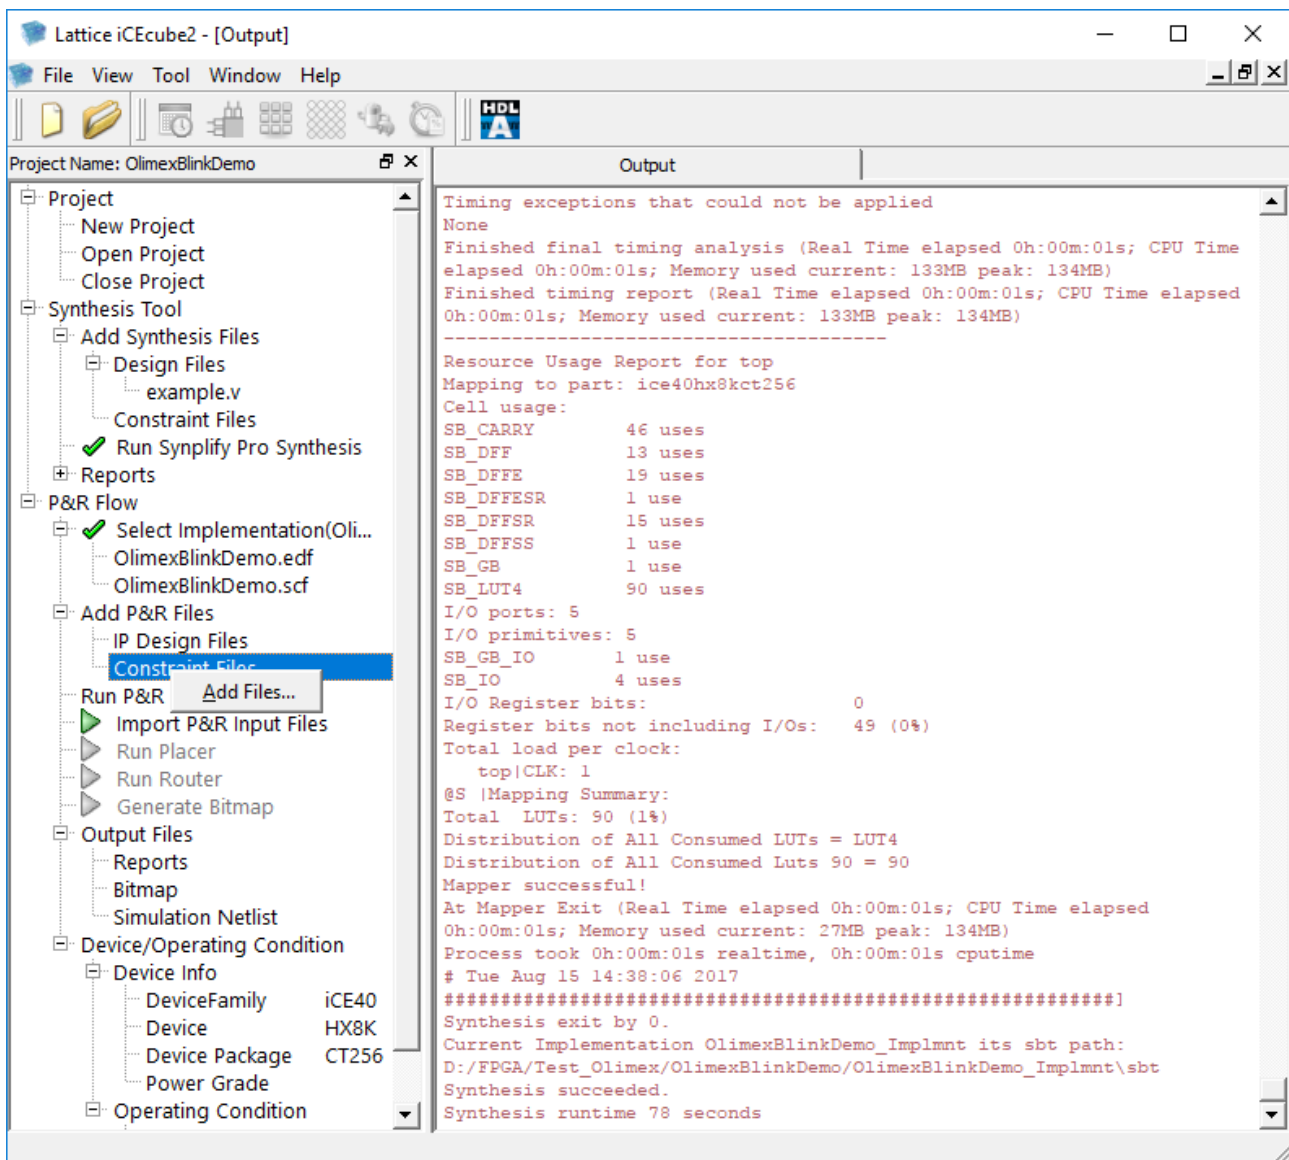 Lattice iCEcube2 - [Output]
File View Tool Window Help
HDL
A
Project Name: OlimexBlinkDemo
Project
New Project
Open Project
Close Project
Synthesis Tool
Add Synthesis Files
Design Files
example.v
Constraint Files
Run Synplify Pro Synthesis
Reports
P&R Flow
Select Implementation(Oli...
OlimexBlinkDemo.edf
OlimexBlinkDemo.scf
Add P&R Files
IP Design Files
Constraint Files
Add Files...
Run P&R
Import P&R Input Files
Run Placer
Run Router
Generate Bitmap
Output Files
Reports
Bitmap
Simulation Netlist
Device/Operating Condition
Device Info
DeviceFamily iCE40
Device HX8K
Device Package CT256
Power Grade
Operating Condition
Output
Timing exceptions that could not be applied
None
Finished final timing analysis (Real Time elapsed 0h:00m:01s; CPU Time
elapsed 0h:00m:01s; Memory used current: 133MB peak: 134MB)
Finished timing report (Real Time elapsed 0h:00m:01s; CPU Time elapsed
0h:00m:01s; Memory used current: 133MB peak: 134MB)
---------------------------------------
Resource Usage Report for top
Mapping to part: ice40hx8kct256
Cell usage:
SB_CARRY 46 uses
SB_DFF 13 uses
SB_DFFE 19 uses
SB_DFFESR 1 use
SB_DFFSR 15 uses
SB_DFFSS 1 use
SB_GB 1 use
SB_LUT4 90 uses
I/O ports: 5
I/O primitives: 5
SB_GB_IO 1 use
SB_IO 4 uses
I/O Register bits: 0
Register bits not including I/Os: 49 (0%)
Total load per clock:
top|CLK: 1
@S |Mapping Summary:
Total LUTs: 90 (1%)
Distribution of All Consumed LUTs = LUT4
Distribution of All Consumed Luts 90 = 90
Mapper successful!
At Mapper Exit (Real Time elapsed 0h:00m:01s; CPU Time elapsed
0h:00m:01s; Memory used current: 27MB peak: 134MB)
Process took 0h:00m:01s realtime, 0h:00m:01s cputime
# Tue Aug 15 14:38:06 2017
###########################################################]
Synthesis exit by 0.
Current Implementation OlimexBlinkDemo_Implmnt its sbt path:
D:/FPGA/Test_Olimex/OlimexBlinkDemo/OlimexBlinkDemo_Implmnt\sbt
Synthesis succeeded.
Synthesis runtime 78 seconds